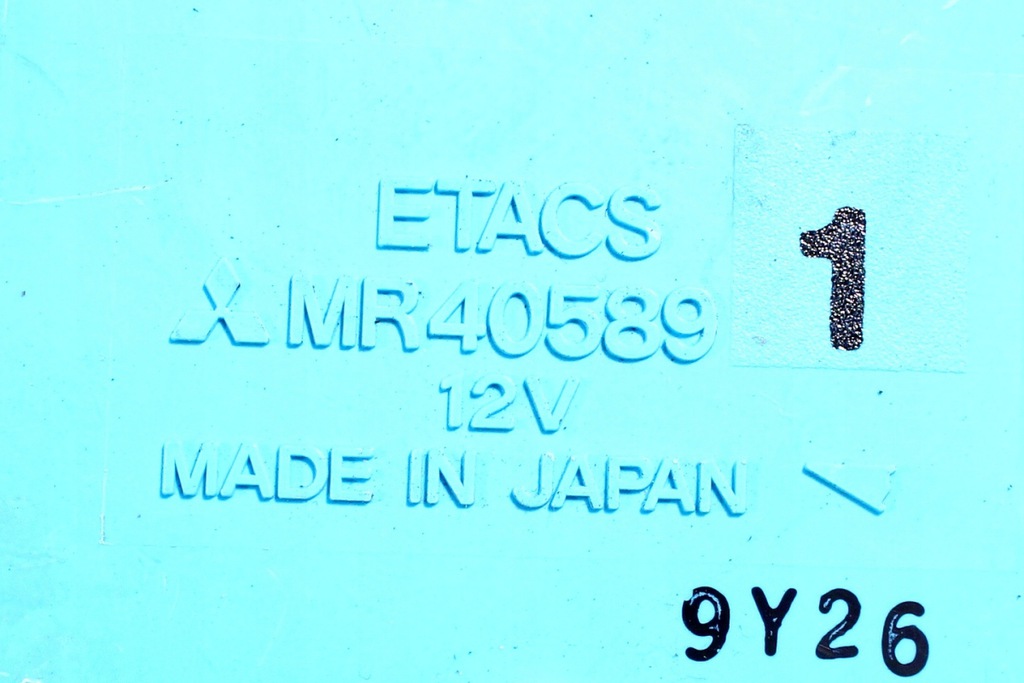 ETACS
MR40589
1
12V
MADE IN JAPAN
9Y26